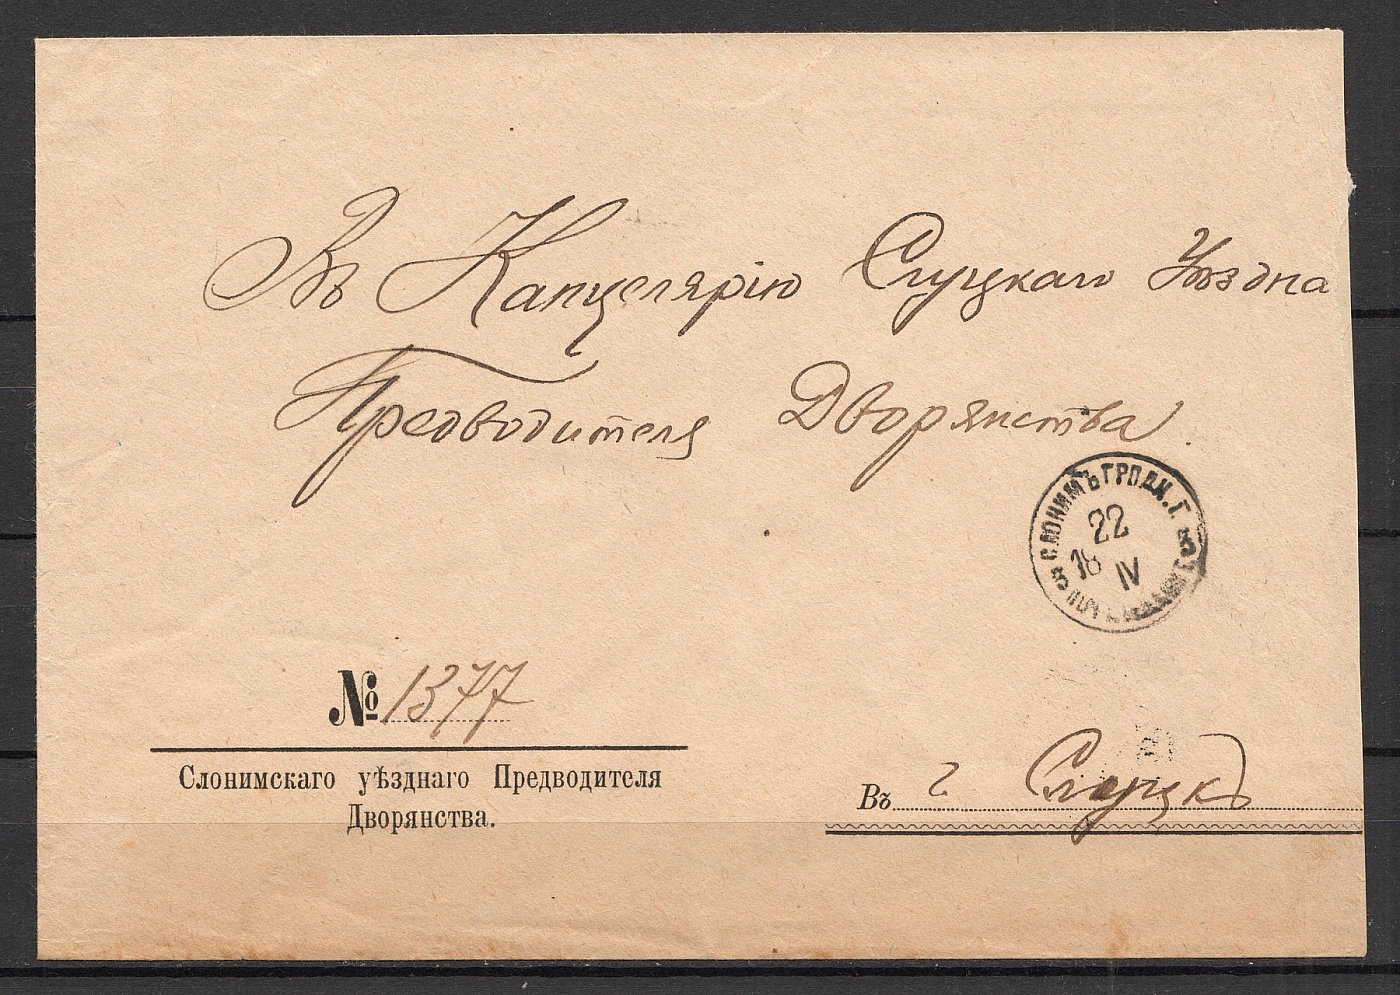 Въ Канцелярію Слуцкаго Уѣздна
Предводителя Дворянства.
СЛОНИМЪ ГРОДН. Г.
22
18 IV
№ 1377
Слонимскаго уѣзднаго Предводителя
Дворянства.
Въ г Слуцкъ